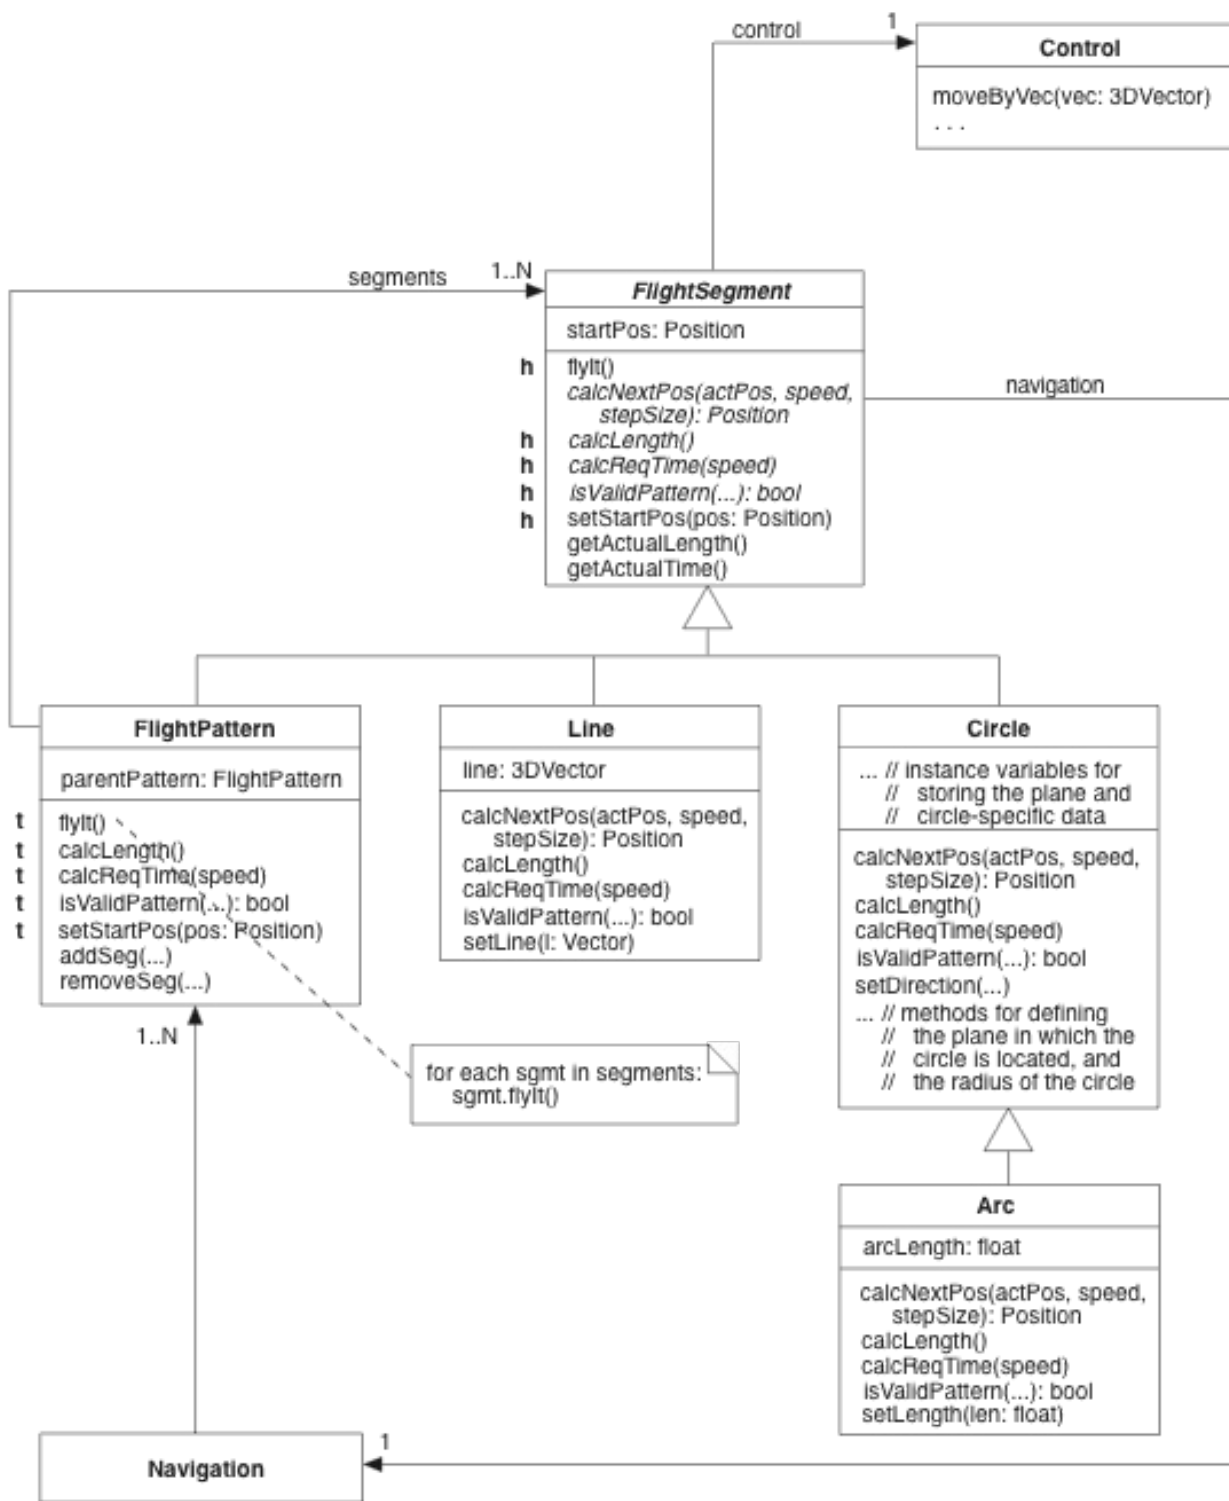 control
1
Control
moveByVec(vec: 3DVector)
. . .
segments
1..N
FlightSegment
startPos: Position
h flyIt()
calcNextPos(actPos, speed,
stepSize): Position
h calcLength()
h calcReqTime(speed)
h isValidPattern(...): bool
h setStartPos(pos: Position)
getActualLength()
getActualTime()
navigation
FlightPattern
parentPattern: FlightPattern
t flyIt()
t calcLength()
t calcReqTime(speed)
t isValidPattern(...): bool
t setStartPos(pos: Position)
addSeg(...)
removeSeg(...)
Line
line: 3DVector
calcNextPos(actPos, speed,
stepSize): Position
calcLength()
calcReqTime(speed)
isValidPattern(...): bool
setLine(l: Vector)
Circle
... // instance variables for
// storing the plane and
// circle-specific data
calcNextPos(actPos, speed,
stepSize): Position
calcLength()
calcReqTime(speed)
isValidPattern(...): bool
setDirection(...)
... // methods for defining
// the plane in which the
// circle is located, and
// the radius of the circle
1..N
for each sgmt in segments:
sgmt.flyIt()
Arc
arcLength: float
calcNextPos(actPos, speed,
stepSize): Position
calcLength()
calcReqTime(speed)
isValidPattern(...): bool
setLength(len: float)
Navigation
1